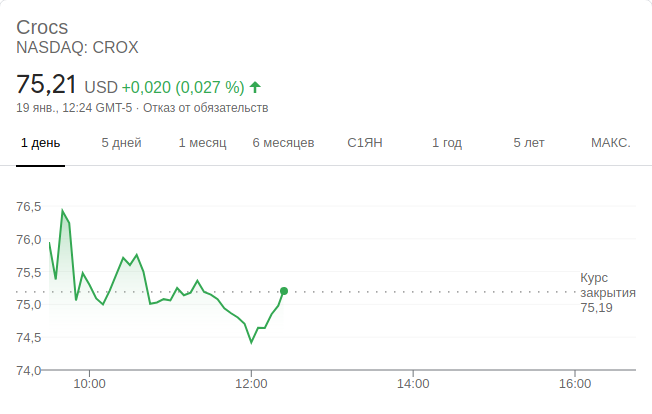 Crocs
NASDAQ: CROX
75,21 USD +0,020 (0,027 %)
19 янв., 12:24 GMT-5 · Отказ от обязательств
1 день 5 дней 1 месяц 6 месяцев С1ЯН 1 год 5 лет МАКС.
76,5
76,0
75,5
75,0
74,5
74,0
Курс
закрытия
75,19
10:00 12:00 14:00 16:00